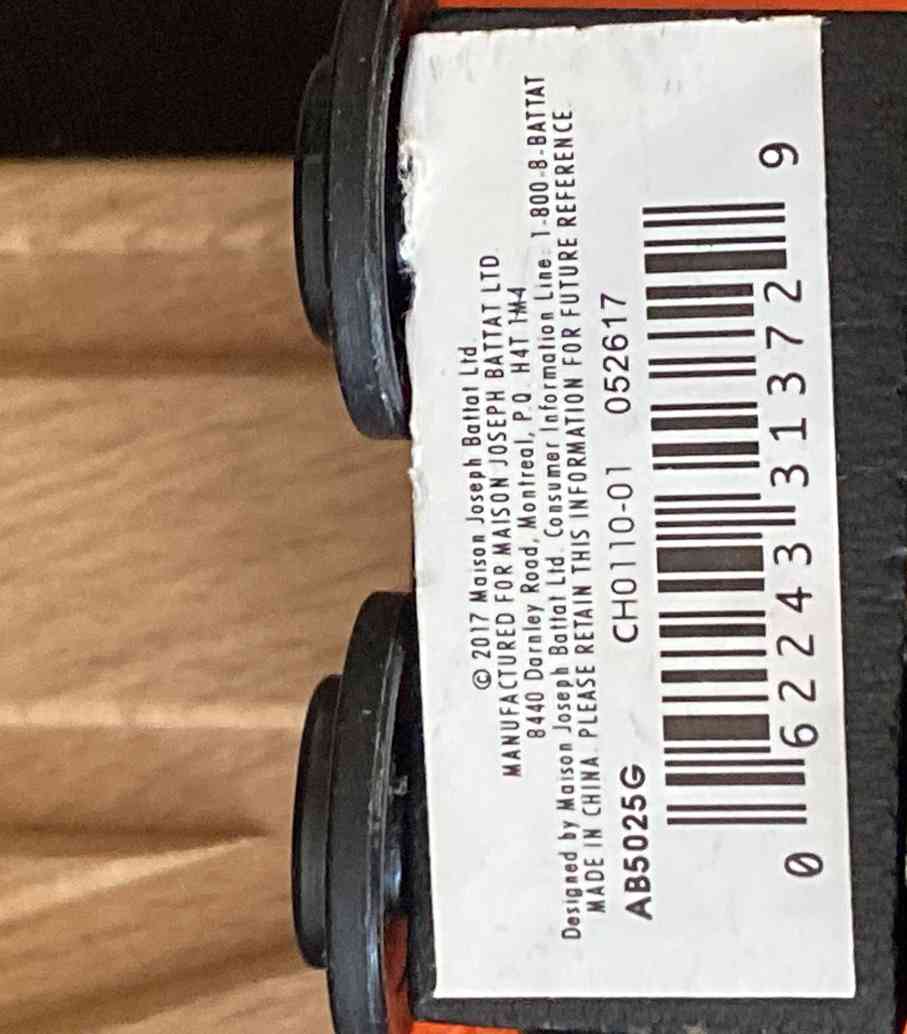 © 2017 Maison Joseph Battat Ltd.
MANUFACTURED FOR MAISON JOSEPH BATTAT LTD.
8440 Darnley Road, Montreal, P.Q. H4T 1M4
Designed by Maison Joseph Battat Ltd. Consumer Information Line: 1-800-B-BATTAT
MADE IN CHINA. PLEASE RETAIN THIS INFORMATION FOR FUTURE REFERENCE.
AB5025G CH0110-01 052617
0 62243 31372 9